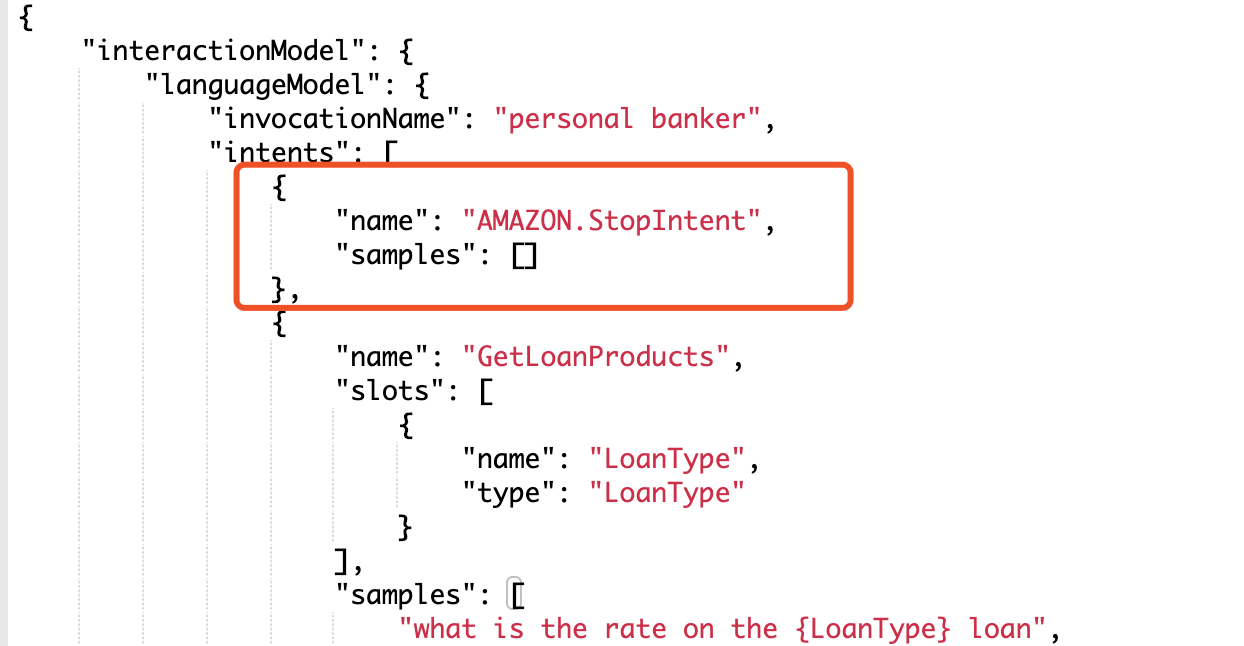 {
"interactionModel": {
"languageModel": {
"invocationName": "personal banker",
"intents": [
{
"name": "AMAZON.StopIntent",
"samples": []
},
{
"name": "GetLoanProducts",
"slots": [
{
"name": "LoanType",
"type": "LoanType"
}
],
"samples": [
"what is the rate on the {LoanType} loan",